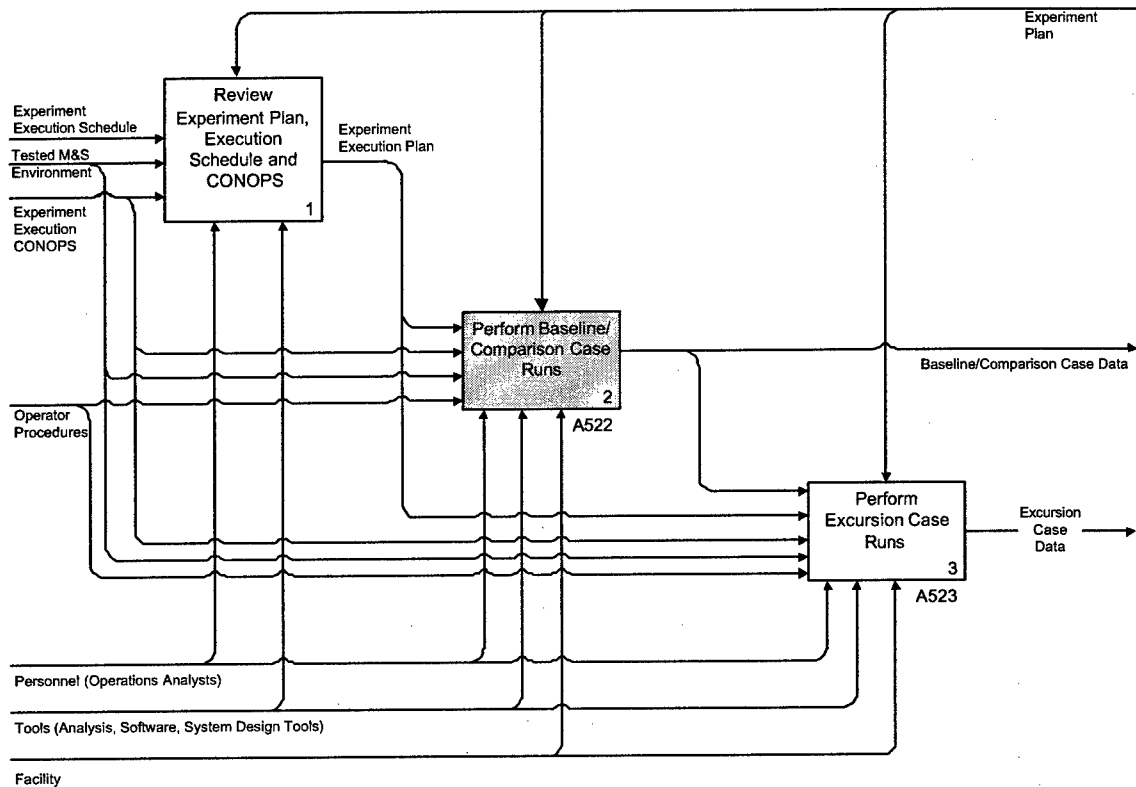 Experiment
Plan
Review
Experiment Plan,
Execution
Schedule and
CONOPS
1
Experiment
Execution Schedule
Tested M&S
Environment
Experiment
Execution
CONOPS
Experiment
Execution Plan
Perform Baseline/
Comparison Case
Runs
2
A522
Baseline/Comparison Case Data
Operator
Procedures
Perform
Excursion Case
Runs
3
A523
Excursion
Case
Data
Personnel (Operations Analysts)
Tools (Analysis, Software, System Design Tools)
Facility